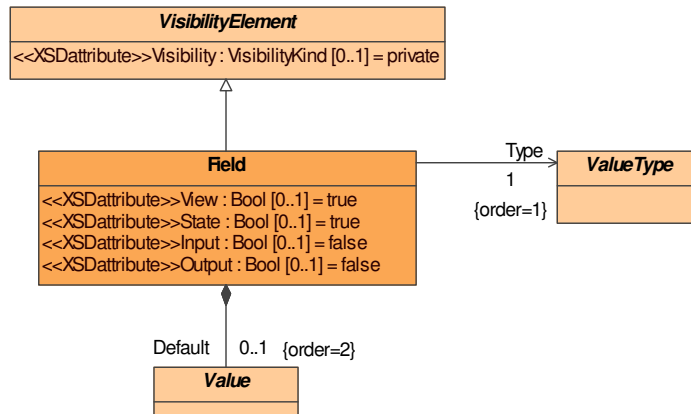 VisibilityElement
<<XSDattribute>>Visibility : VisibilityKind [0..1] = private
Field
<<XSDattribute>>View : Bool [0..1] = true
<<XSDattribute>>State : Bool [0..1] = true
<<XSDattribute>>Input : Bool [0..1] = false
<<XSDattribute>>Output : Bool [0..1] = false
Type
1
{order=1}
ValueType
Default 0..1 {order=2}
Value